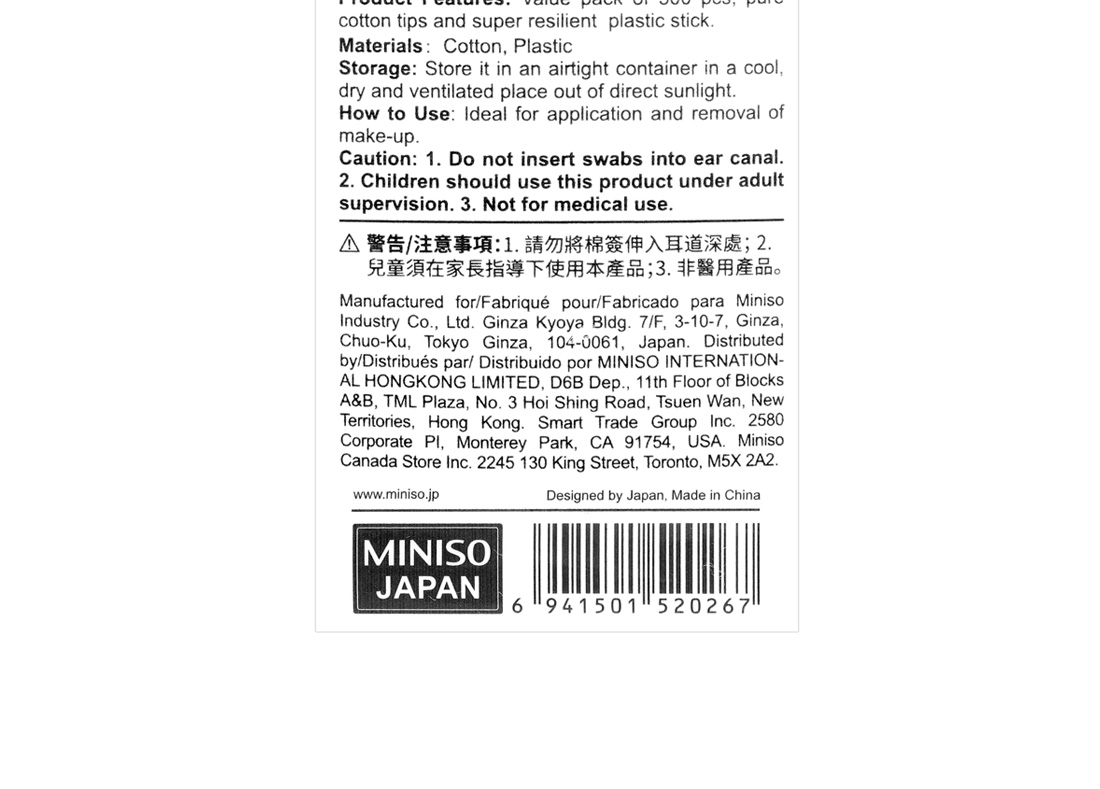 Product Features: Value pack of 500 pcs, pure
cotton tips and super resilient plastic stick.
Materials: Cotton, Plastic
Storage: Store it in an airtight container in a cool,
dry and ventilated place out of direct sunlight.
How to Use: Ideal for application and removal of
make-up.
Caution: 1. Do not insert swabs into ear canal.
2. Children should use this product under adult
supervision. 3. Not for medical use.
⚠ 警告/注意事項:1. 請勿將棉簽伸入耳道深處; 2.
兒童須在家長指導下使用本產品;3. 非醫用產品。
Manufactured for/Fabriqué pour/Fabricado para Miniso
Industry Co., Ltd. Ginza Kyoya Bldg. 7/F, 3-10-7, Ginza,
Chuo-Ku, Tokyo Ginza, 104-0061, Japan. Distributed
by/Distribués par/ Distribuido por MINISO INTERNATION-
AL HONGKONG LIMITED, D6B Dep., 11th Floor of Blocks
A&B, TML Plaza, No. 3 Hoi Shing Road, Tsuen Wan, New
Territories, Hong Kong. Smart Trade Group Inc. 2580
Corporate Pl, Monterey Park, CA 91754, USA. Miniso
Canada Store Inc. 2245 130 King Street, Toronto, M5X 2A2.
www.miniso.jp Designed by Japan, Made in China
MINISO
JAPAN
6 941501 520267